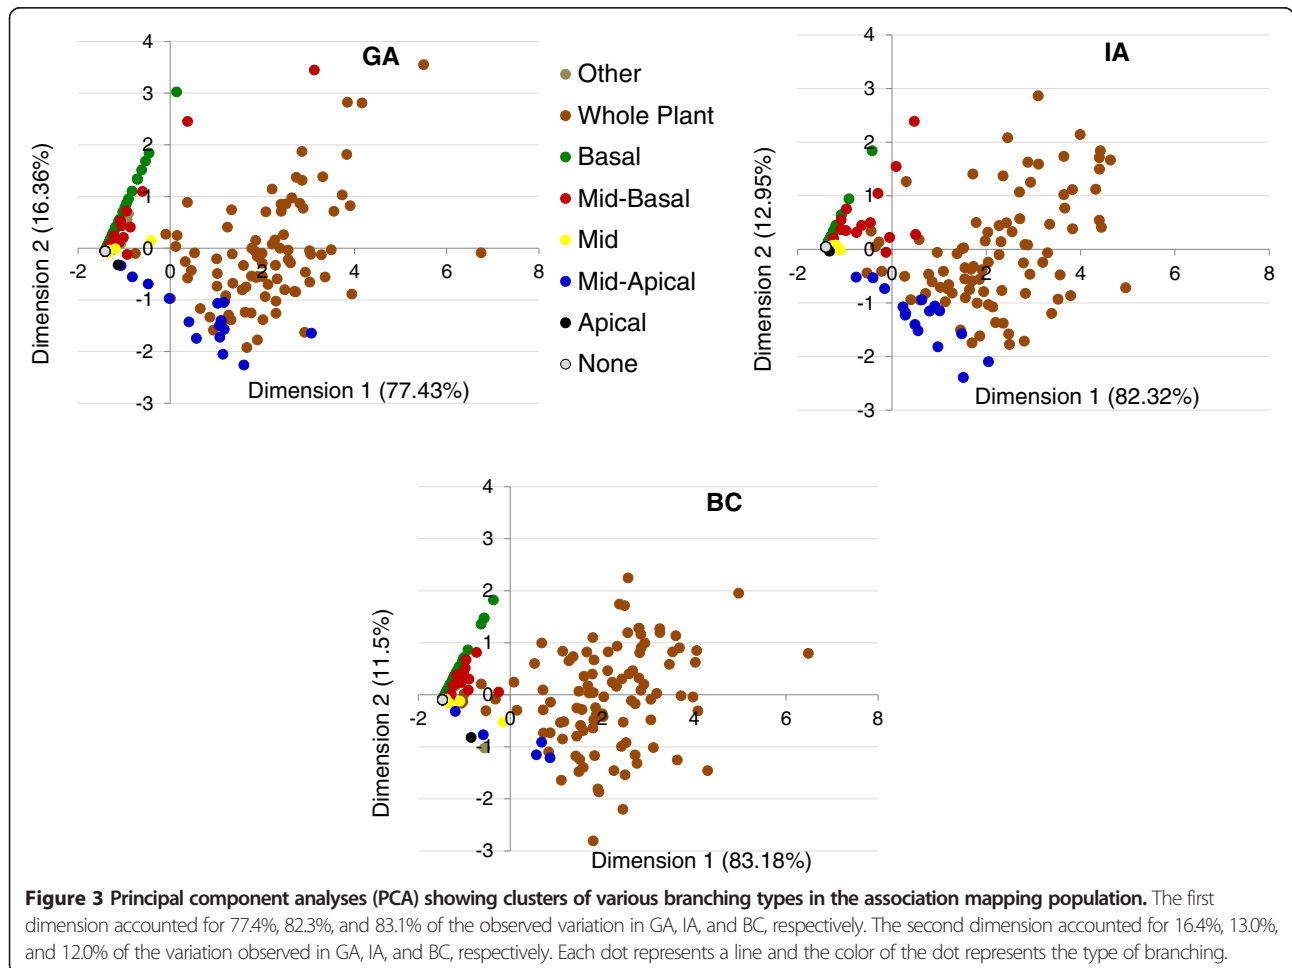 GA
4
3
2
1
0
-1
-2
-3
-2
0
2
4
6
8
Dimension 2 (16.36%)
Dimension 1 (77.43%)
Other
Whole Plant
Basal
Mid-Basal
Mid
Mid-Apical
Apical
None
IA
4
3
2
1
0
-1
-2
-3
-2
0
2
4
6
8
Dimension 2 (12.95%)
Dimension 1 (82.32%)
BC
4
3
2
1
0
-1
-2
-3
-2
0
2
4
6
8
Dimension 2 (11.5%)
Dimension 1 (83.18%)
Figure 3 Principal component analyses (PCA) showing clusters of various branching types in the association mapping population. The first
dimension accounted for 77.4%, 82.3%, and 83.1% of the observed variation in GA, IA, and BC, respectively. The second dimension accounted for 16.4%, 13.0%,
and 12.0% of the variation observed in GA, IA, and BC, respectively. Each dot represents a line and the color of the dot represents the type of branching.